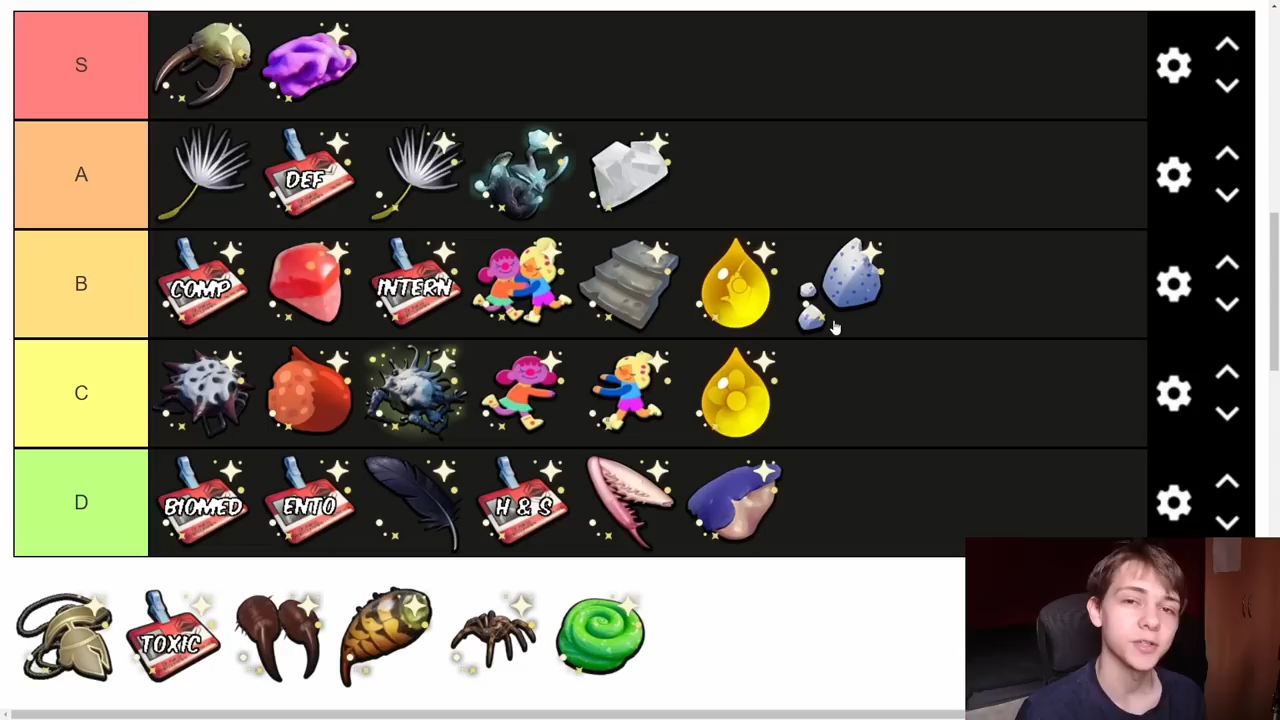 S
A
DEF
B
COMP
INTERN
C
D
BIOMED
ENTO
H & S
TOXIC